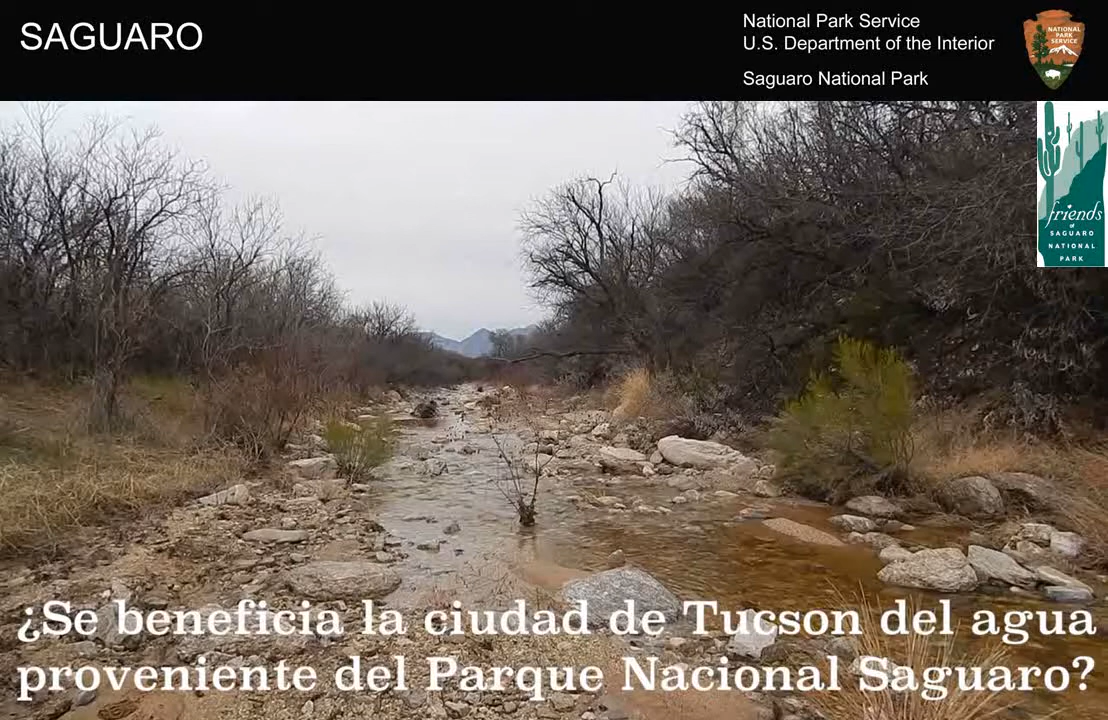 SAGUARO
National Park Service
U.S. Department of the Interior
Saguaro National Park
NATIONAL
PARK
SERVICE
friends
of
SAGUARO
NATIONAL
PARK
¿Se beneficia la ciudad de Tucson del agua
proveniente del Parque Nacional Saguaro?